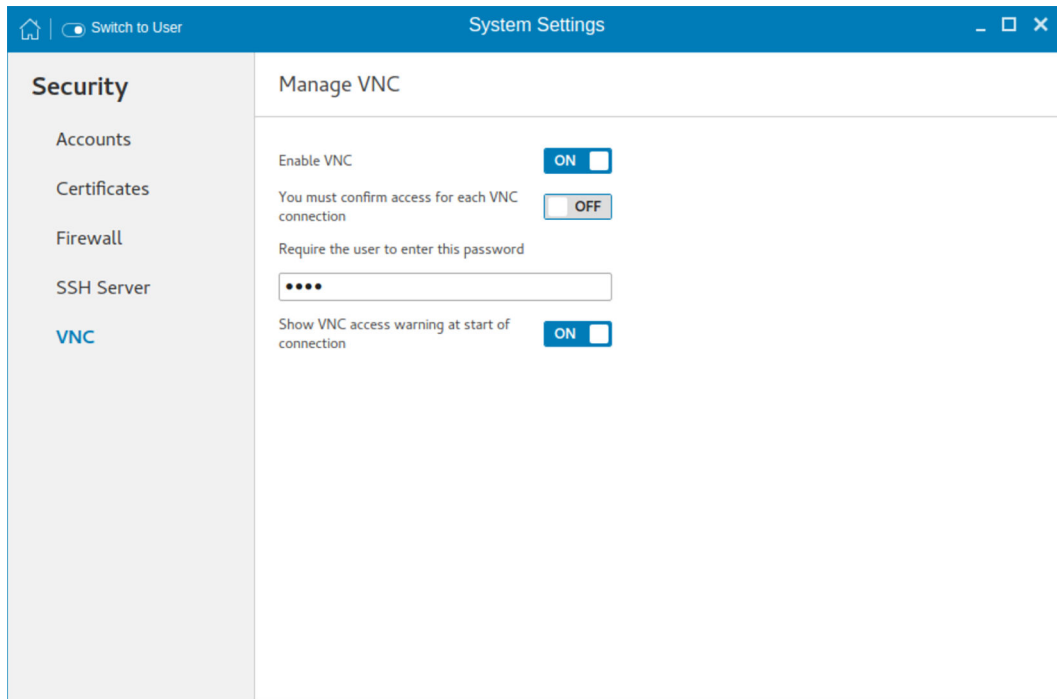 Switch to User
System Settings
Security
Accounts
Certificates
Firewall
SSH Server
VNC
Manage VNC
Enable VNC
ON
You must confirm access for each VNC
connection
OFF
Require the user to enter this password
••••
Show VNC access warning at start of
connection
ON